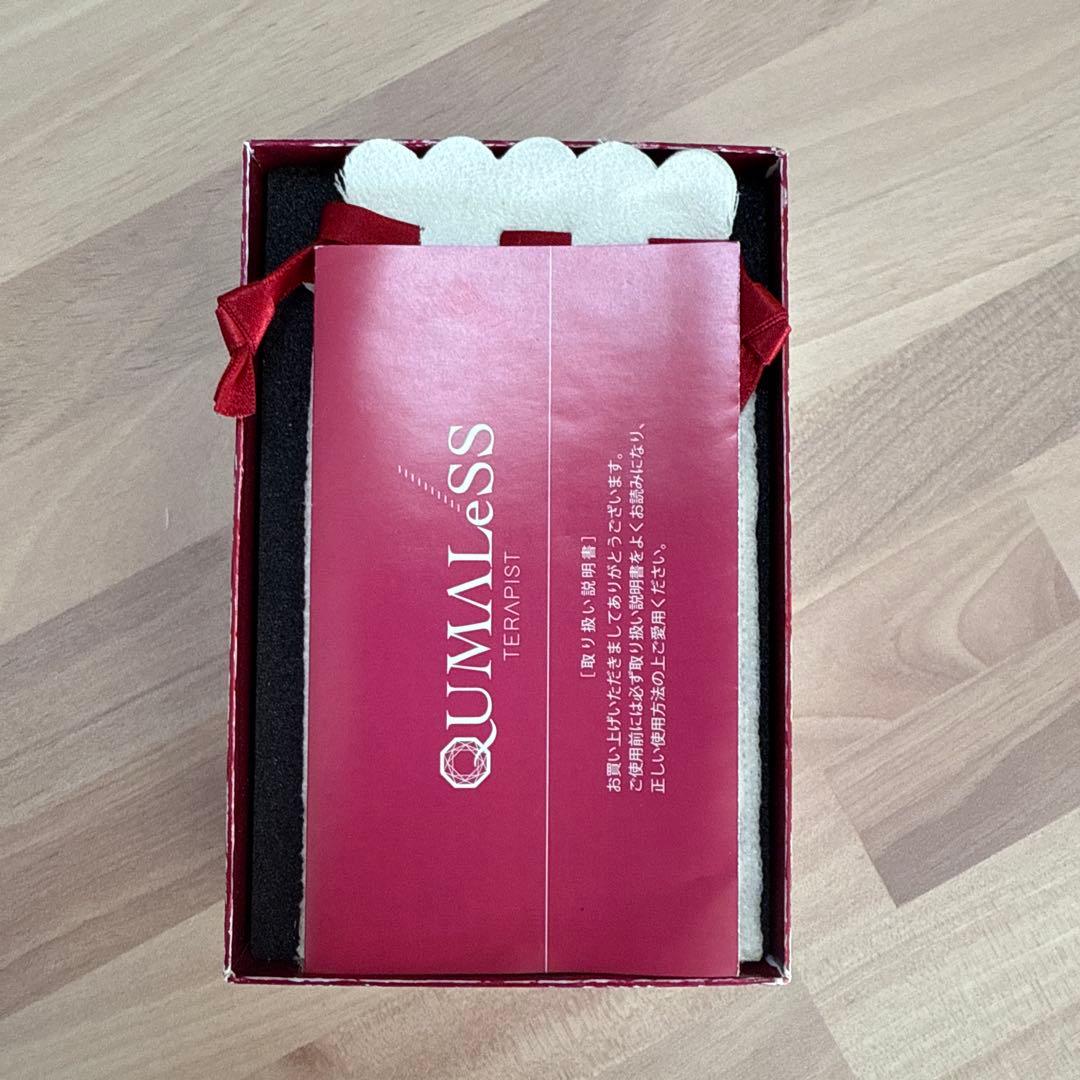 QUMALeSS
TERAPIST
[取り扱い説明書]
お買い上げいただきましてありがとうございます。
ご使用前には必ず取り扱い説明書をよくお読みになり、
正しい使用方法の上ご愛用ください。